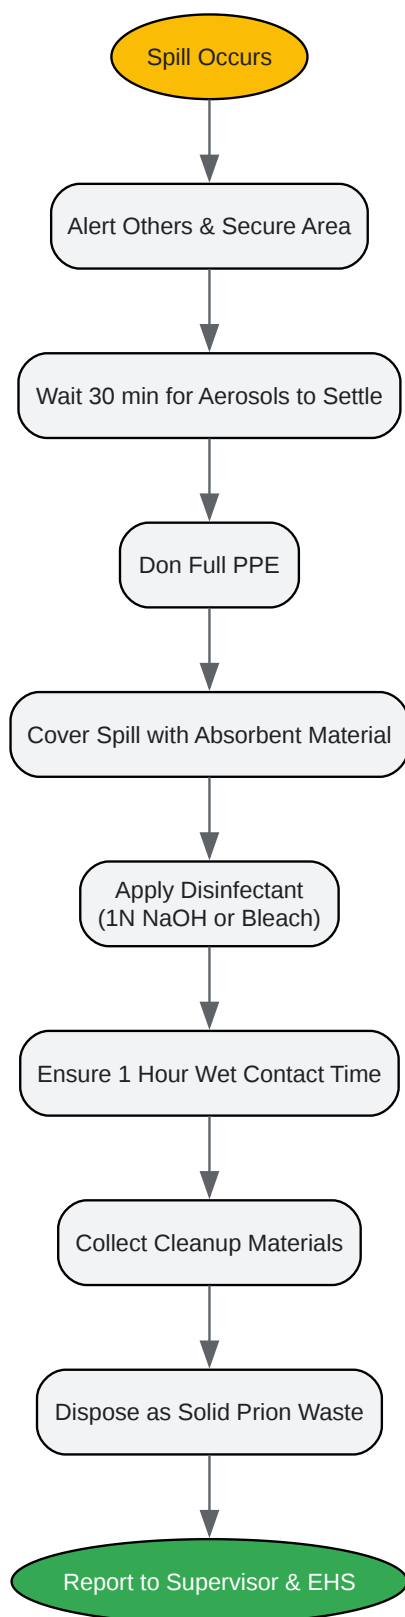 Spill Occurs
Alert Others & Secure Area
Wait 30 min for Aerosols to Settle
Don Full PPE
Cover Spill with Absorbent Material
Apply Disinfectant
(1N NaOH or Bleach)
Ensure 1 Hour Wet Contact Time
Collect Cleanup Materials
Dispose as Solid Prion Waste
Report to Supervisor & EHS